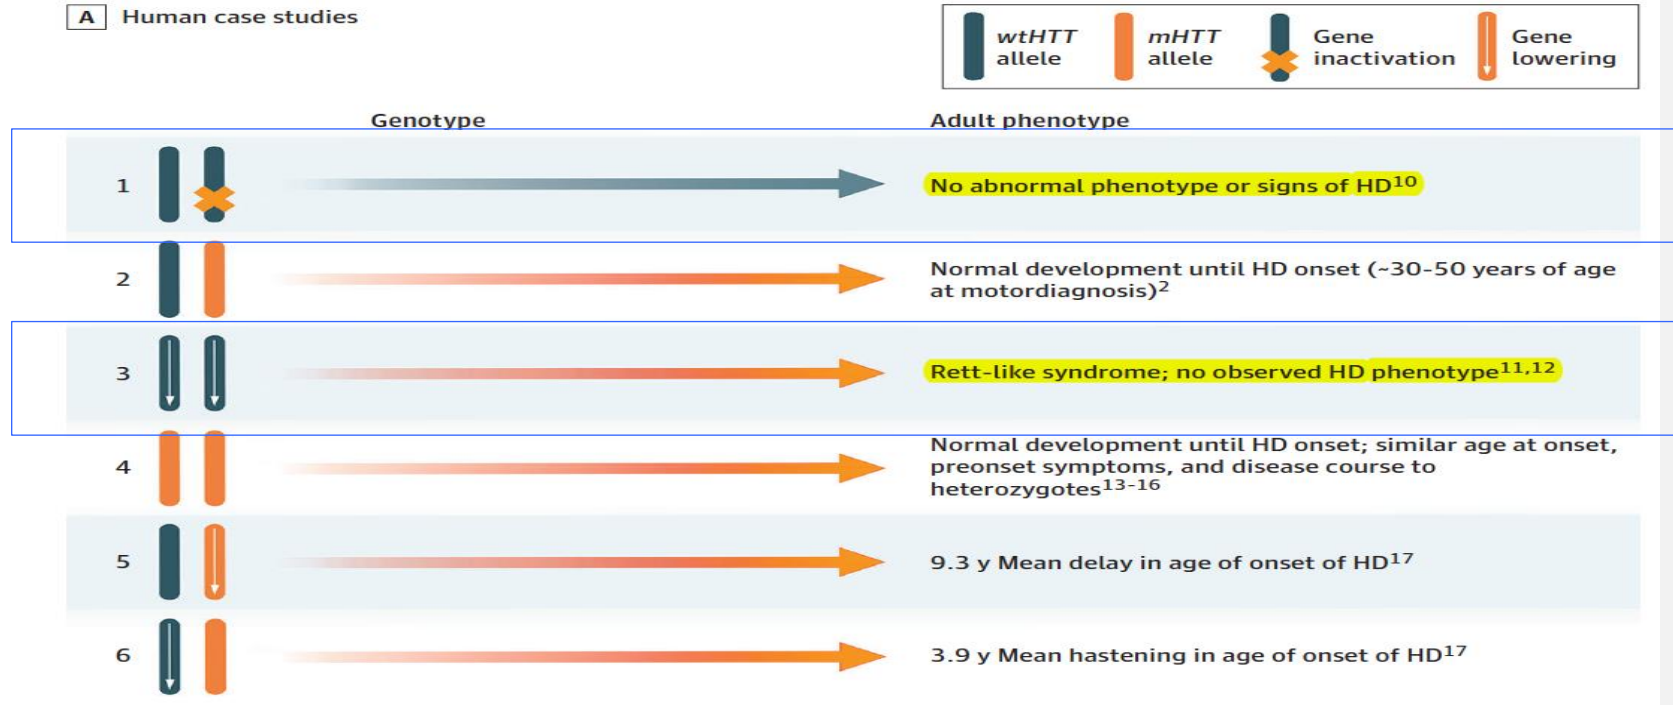 A Human case studies
wtHTT
allele
mHTT
allele
Gene
inactivation
Gene
lowering
Genotype
Adult phenotype
1
No abnormal phenotype or signs of HD10
2
Normal development until HD onset (~30-50 years of age
at motordiagnosis)2
3
Rett-like syndrome; no observed HD phenotype11,12
4
Normal development until HD onset; similar age at onset,
preonset symptoms, and disease course to
heterozygotes13-16
5
9.3 y Mean delay in age of onset of HD17
6
3.9 y Mean hastening in age of onset of HD17